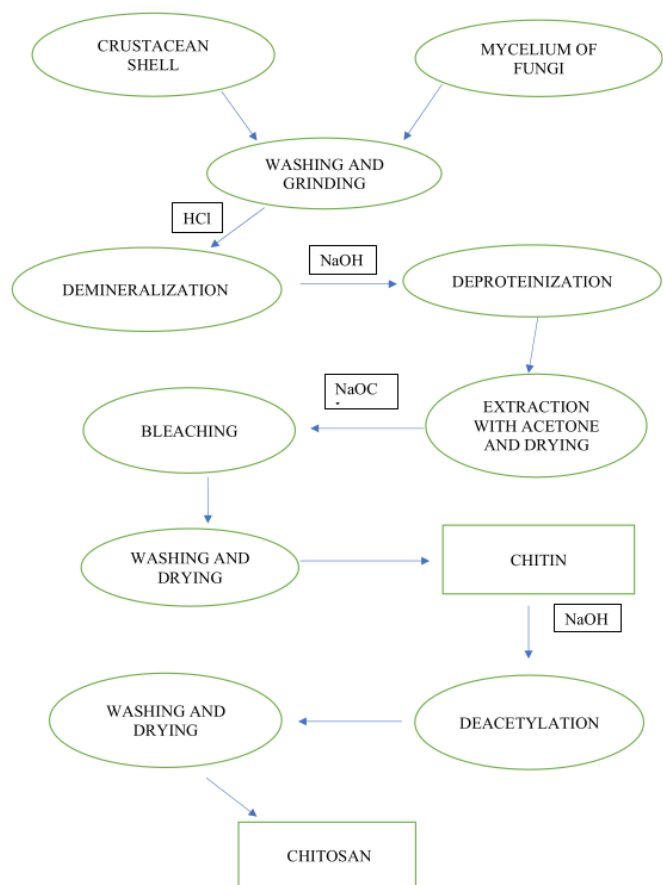 CRUSTACEAN
SHELL
MYCELIUM OF
FUNGI
WASHING AND
GRINDING
HCl
DEMINERALIZATION
NaOH
DEPROTEINIZATION
EXTRACTION
WITH ACETONE
AND DRYING
NaOC
BLEACHING
WASHING AND
DRYING
CHITIN
NaOH
DEACETYLATION
WASHING AND
DRYING
CHITOSAN